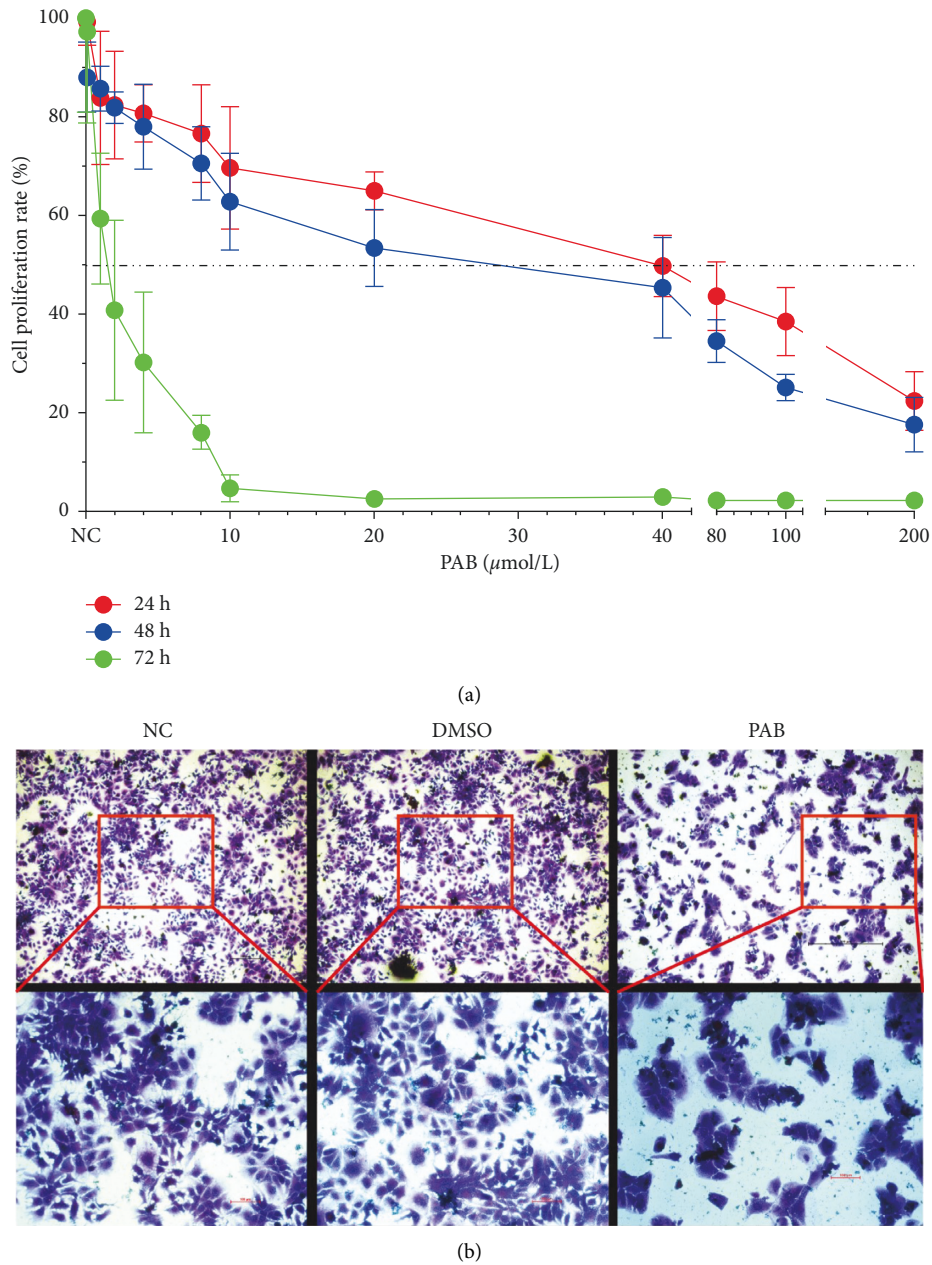 100
80
60
40
20
0
Cell proliferation rate (%)
NC
10
20
30
40
80
100
200
PAB (μmol/L)
24 h
48 h
72 h
(a)
NC
DMSO
PAB
(b)